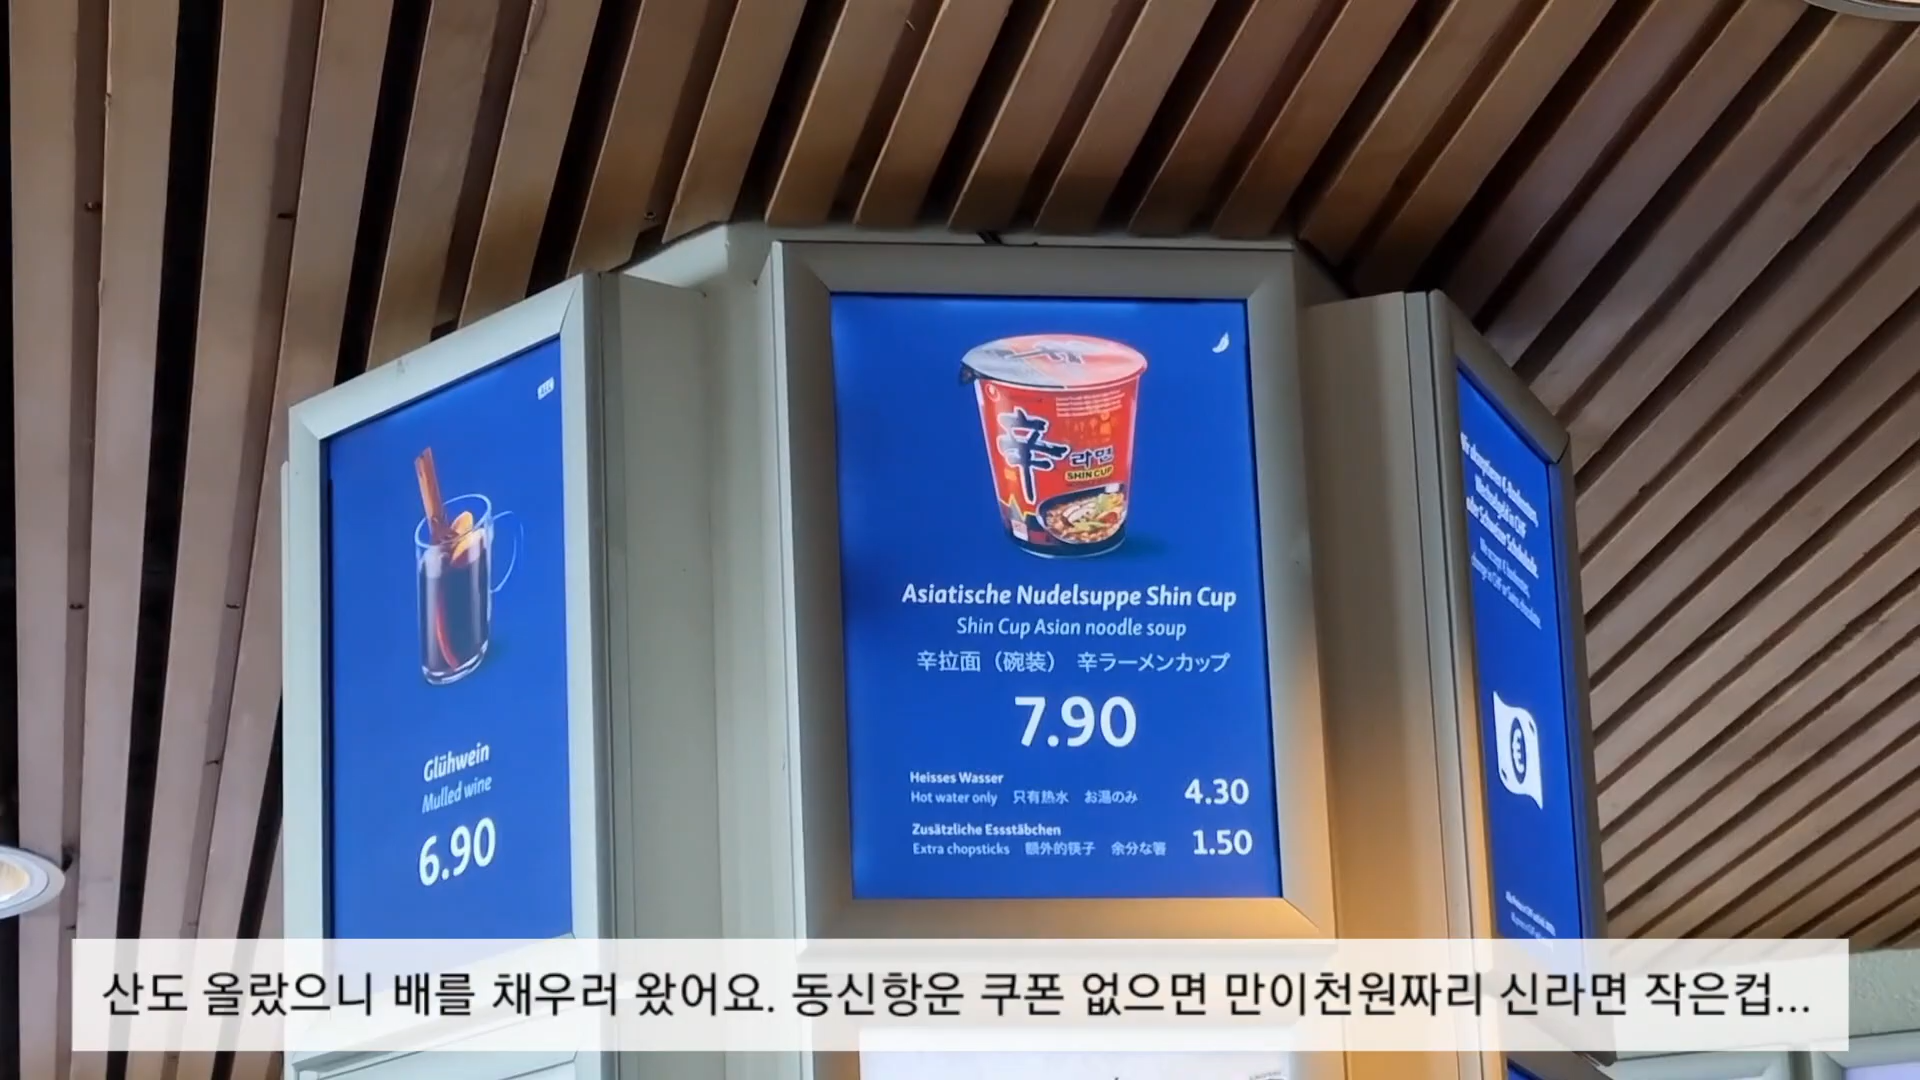 Glühwein
Mulled wine
6.90
辛
라면
SHIN CUP
Asiatische Nudelsuppe Shin Cup
Shin Cup Asian noodle soup
辛拉面（碗装） 辛ラーメンカップ
7.90
Heisses Wasser
Hot water only 只有热水 お湯のみ 4.30
Zusätzliche Essstäbchen
Extra chopsticks 额外的筷子 余分な箸 1.50
€
산도 올랐으니 배를 채우러 왔어요. 동신항운 쿠폰 없으면 만이천원짜리 신라면 작은컵...